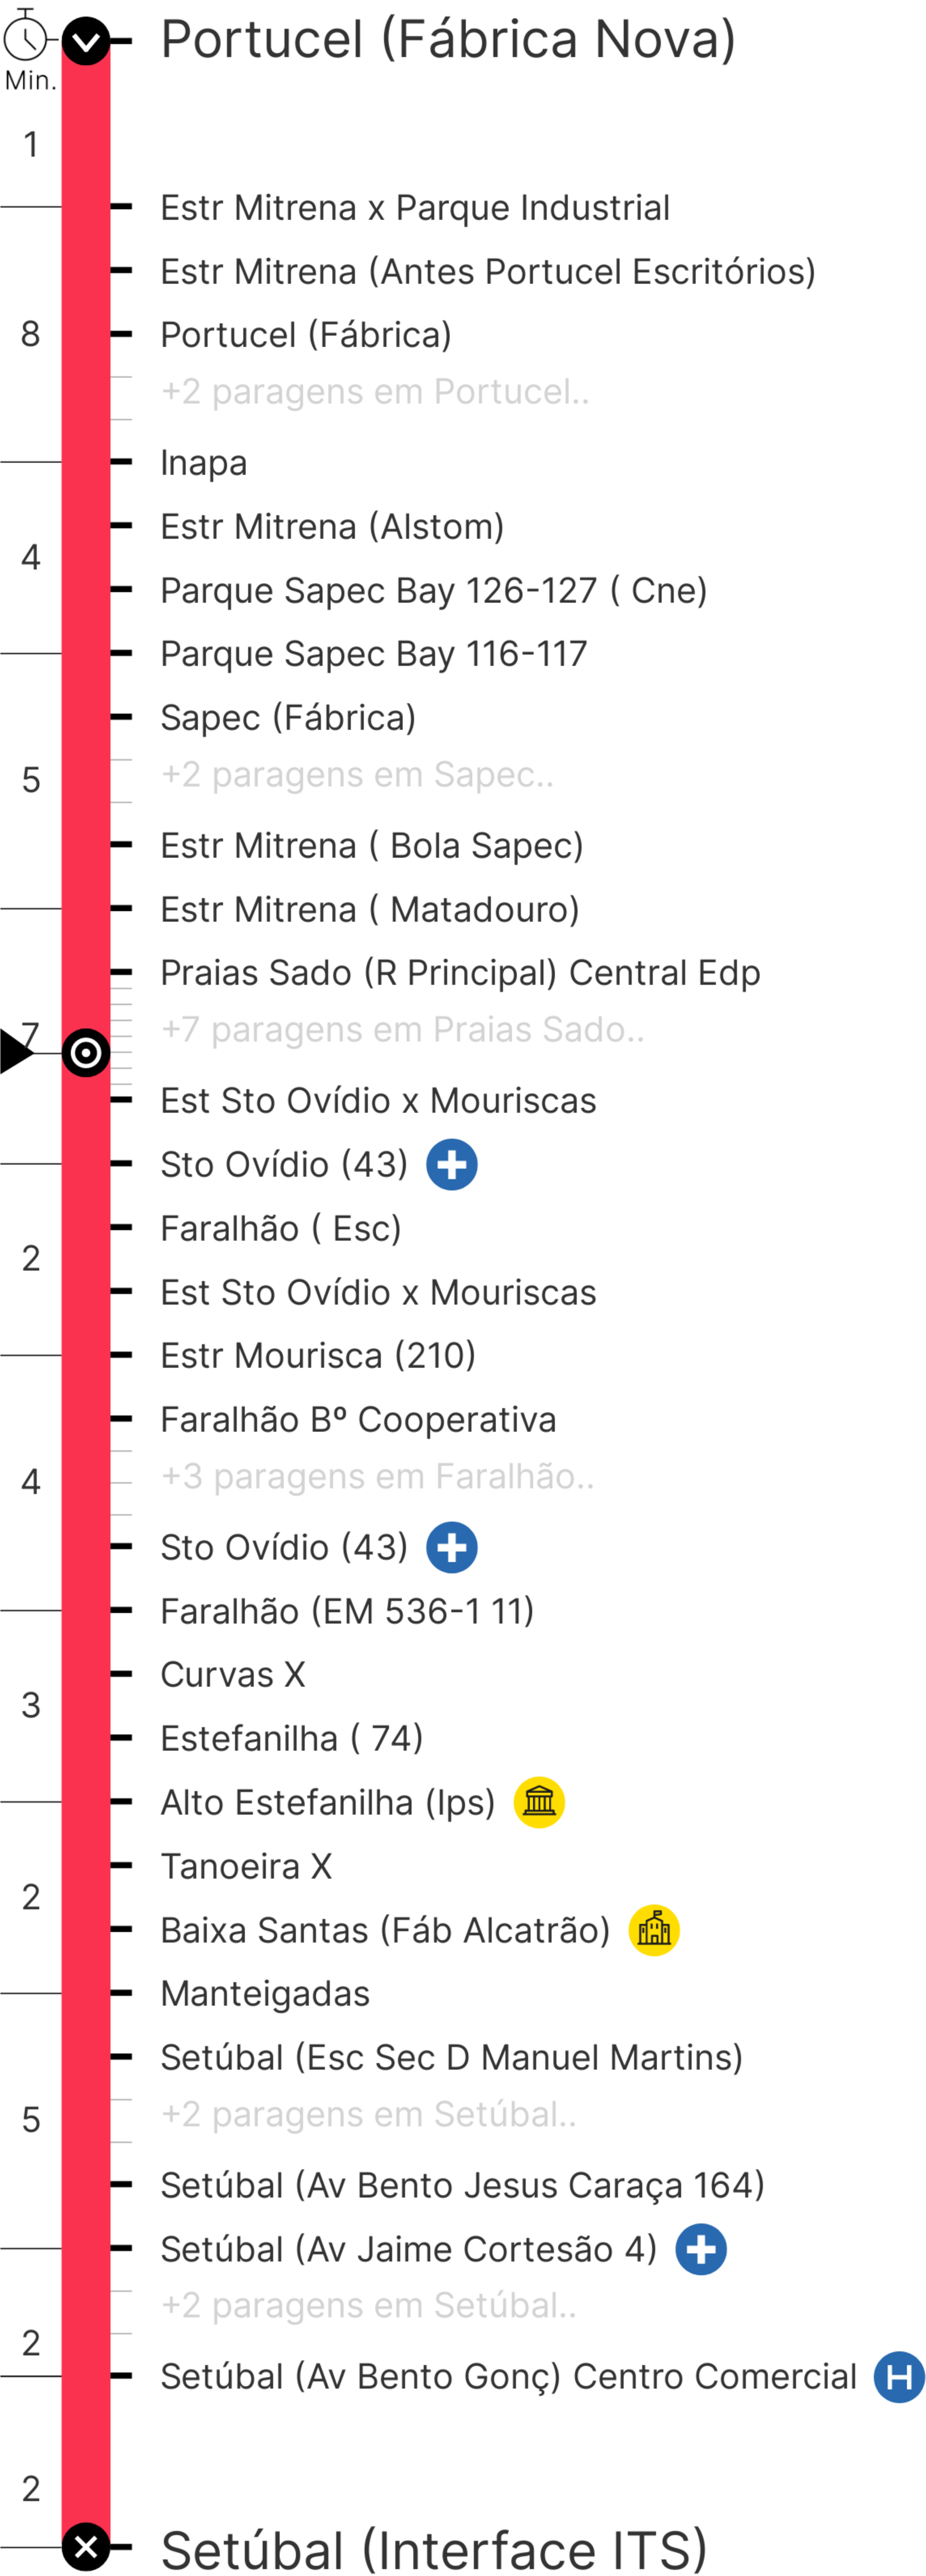 Portucel (Fábrica Nova)
Min.
1
Estr Mitrena x Parque Industrial
Estr Mitrena (Antes Portucel Escritórios)
8
Portucel (Fábrica)
+2 paragens em Portucel..
Inapa
Estr Mitrena (Alstom)
4
Parque Sapec Bay 126-127 ( Cne)
Parque Sapec Bay 116-117
Sapec (Fábrica)
5
+2 paragens em Sapec..
Estr Mitrena ( Bola Sapec)
Estr Mitrena ( Matadouro)
Praias Sado (R Principal) Central Edp
7
+7 paragens em Praias Sado..
Est Sto Ovídio x Mouriscas
Sto Ovídio (43)
Faralhão ( Esc)
2
Est Sto Ovídio x Mouriscas
Estr Mourisca (210)
Faralhão Bº Cooperativa
4
+3 paragens em Faralhão..
Sto Ovídio (43)
Faralhão (EM 536-1 11)
Curvas X
3
Estefanilha ( 74)
Alto Estefanilha (Ips)
Tanoeira X
2
Baixa Santas (Fáb Alcatrão)
Manteigadas
Setúbal (Esc Sec D Manuel Martins)
5
+2 paragens em Setúbal..
Setúbal (Av Bento Jesus Caraça 164)
Setúbal (Av Jaime Cortesão 4)
+2 paragens em Setúbal..
2
Setúbal (Av Bento Gonç) Centro Comercial H
2
Setúbal (Interface ITS)